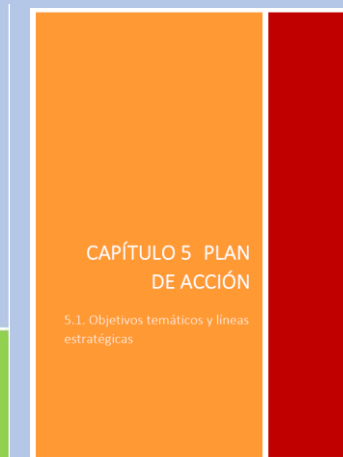 CAPÍTULO 5 PLAN
DE ACCIÓN
5.1. Objetivos temáticos y líneas
estratégicas